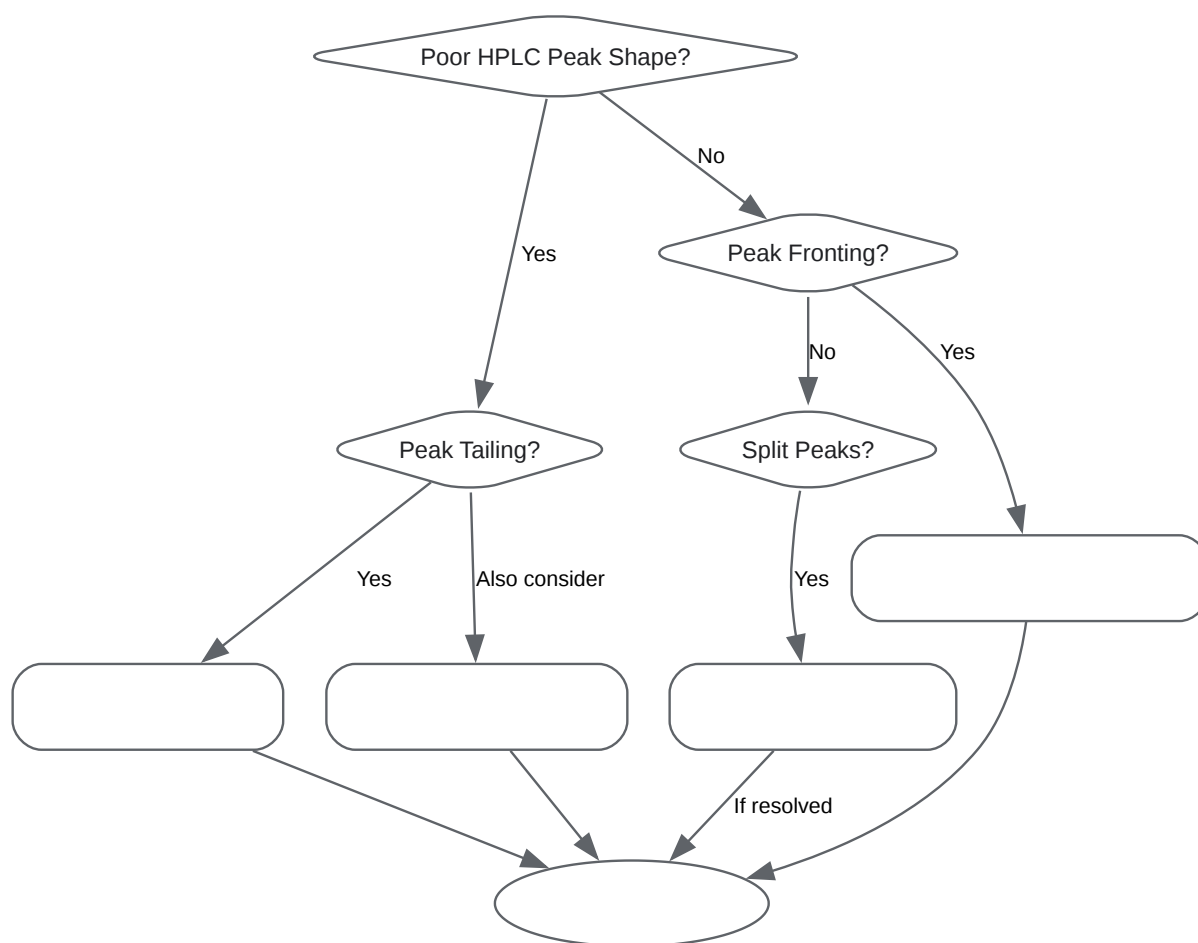 Poor HPLC Peak Shape?
No
Yes
Peak Fronting?
No
Yes
Peak Tailing?
Split Peaks?
Yes
Also consider
Yes
If resolved